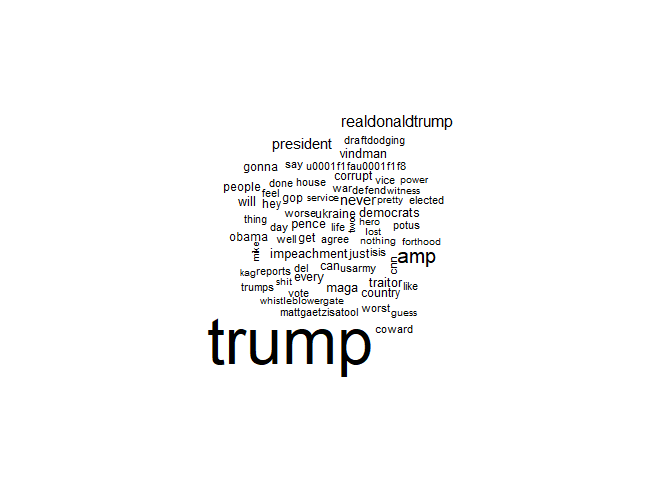 realdonaldtrump
president draftdodging
vindman
gonna say u0001f1fau0001f1f8
corrupt vice power
people done house war defend witness
feel
will hey gop service never pretty elected
worse ukraine democrats
thing day pence life hero potus
lost
obama well get agree nothing forthood
mike impeachment just isis amp
cnn
kag reports del can usarmy
trumps shit every traitor like
vote maga country
whistleblowergate
mattgaetzisatool worst guess
trump coward